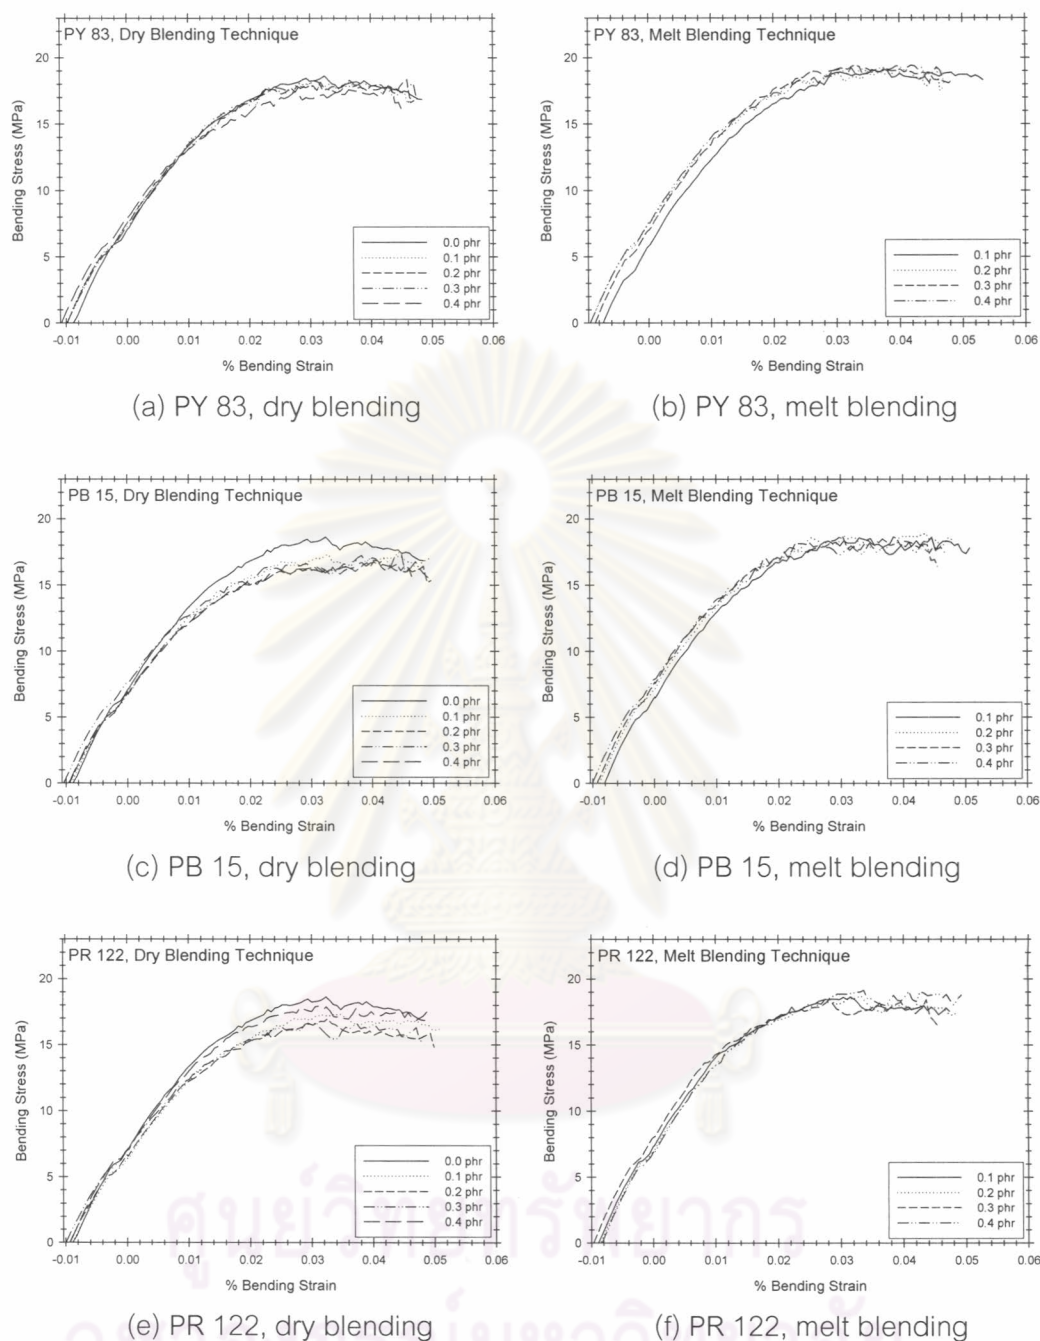 PY 83, Dry Blending Technique
Bending Stress (MPa)
20
15
10
5
0
0.0 phr
0.1 phr
0.2 phr
0.3 phr
0.4 phr
-0.01 0.00 0.01 0.02 0.03 0.04 0.05 0.06
% Bending Strain
(a) PY 83, dry blending
PY 83, Melt Blending Technique
Bending Stress (MPa)
20
15
10
5
0
0.1 phr
0.2 phr
0.3 phr
0.4 phr
0.00 0.01 0.02 0.03 0.04 0.05 0.06
% Bending Strain
(b) PY 83, melt blending
PB 15, Dry Blending Technique
Bending Stress (MPa)
20
15
10
5
0
0.0 phr
0.1 phr
0.2 phr
0.3 phr
0.4 phr
-0.01 0.00 0.01 0.02 0.03 0.04 0.05 0.06
% Bending Strain
(c) PB 15, dry blending
PB 15, Melt Blending Technique
Bending Stress (MPa)
20
15
10
5
0
0.1 phr
0.2 phr
0.3 phr
0.4 phr
-0.01 0.00 0.01 0.02 0.03 0.04 0.05 0.06
% Bending Strain
(d) PB 15, melt blending
PR 122, Dry Blending Technique
Bending Stress (MPa)
20
15
10
5
0
0.0 phr
0.1 phr
0.2 phr
0.3 phr
0.4 phr
-0.01 0.00 0.01 0.02 0.03 0.04 0.05 0.06
% Bending Strain
(e) PR 122, dry blending
PR 122, Melt Blending Technique
Bending Stress (MPa)
20
15
10
5
0
0.1 phr
0.2 phr
0.3 phr
0.4 phr
-0.01 0.00 0.01 0.02 0.03 0.04 0.05 0.06
% Bending Strain
(f) PR 122, melt blending
ศูนย์วิทยทรัพยากร